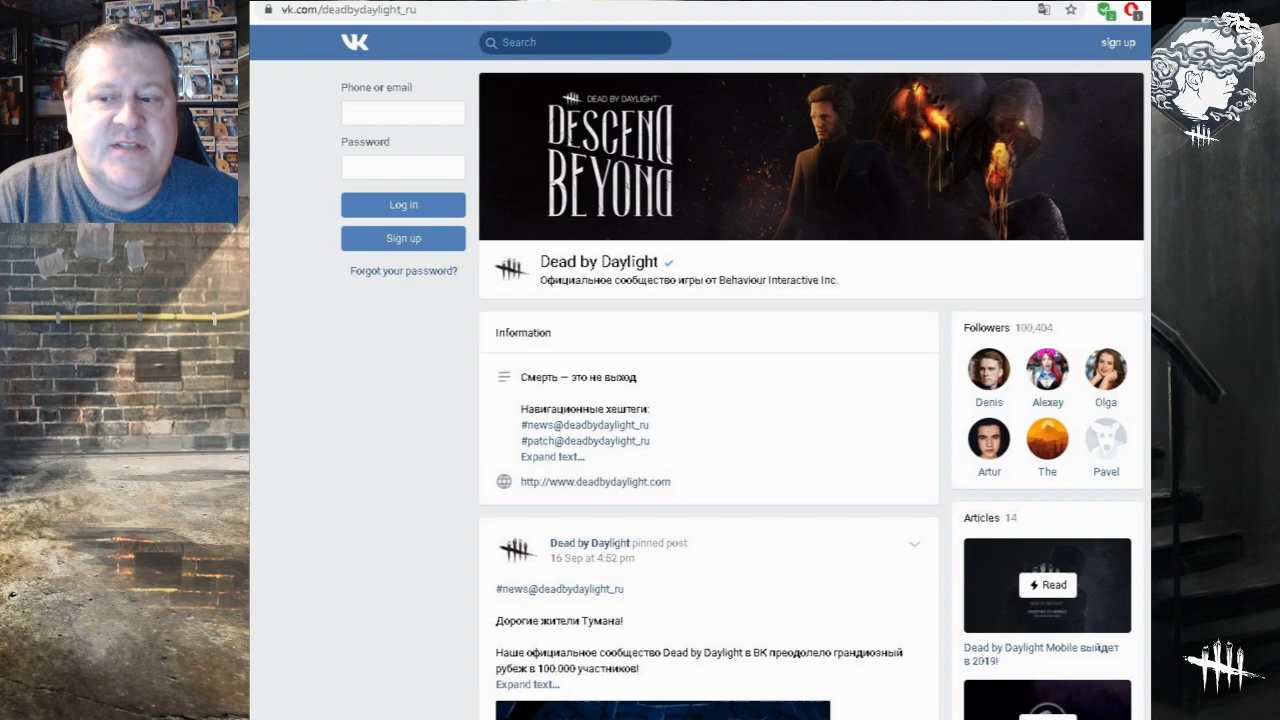 vk.com/deadbydaylight_ru
2
1
Search
sign up
Phone or email
Password
Log in
Sign up
Forgot your password?
DEAD BY DAYLIGHT™
DESCEND
BEYOND
Dead by Daylight
Официальное сообщество игры от Behaviour Interactive Inc.
Information
Смерть — это не выход
Навигационные хештеги:
#news@deadbydaylight_ru
#patch@deadbydaylight_ru
Expand text...
http://www.deadbydaylight.com
Followers 100,404
Denis
Alexey
Olga
Artur
The
Pavel
Articles 14
Read
Dead by Daylight Mobile выйдет
в 2019!
Dead by Daylight pinned post
16 Sep at 4:52 pm
#news@deadbydaylight_ru
Дорогие жители Тумана!
Наше официальное сообщество Dead by Daylight в ВК преодолело грандиозный
рубеж в 100.000 участников!
Expand text...